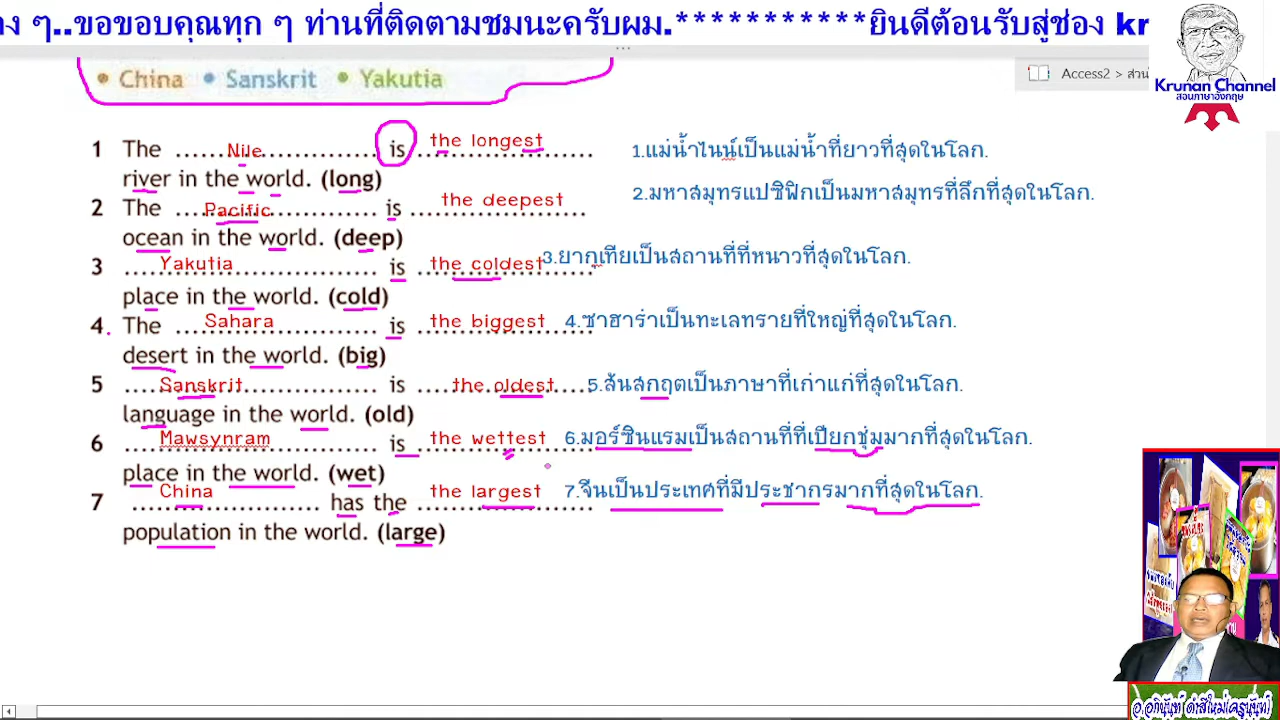 ง ๆ..ขอขอบคุณทุก ๆ ท่านที่ติดตามชมนะครับผม.***********ยินดีต้อนรับสู่ช่อง kr
• China • Sanskrit • Yakutia
Access2 > ส่วน
Krunan Channel
สอนภาษาอังกฤษ
1 The ...Nile... is ...the longest...
river in the world. (long)
1.แม่น้ำไนน์เป็นแม่น้ำที่ยาวที่สุดในโลก.
2 The ...Pacific... is ...the deepest...
ocean in the world. (deep)
2.มหาสมุทรแปซิฟิกเป็นมหาสมุทรที่ลึกที่สุดในโลก.
3 ...Yakutia... is ...the coldest...
place in the world. (cold)
3.ยากุเทียเป็นสถานที่ที่หนาวที่สุดในโลก.
4. The ...Sahara... is ...the biggest...
desert in the world. (big)
4.ซาฮาร่าเป็นทะเลทรายที่ใหญ่ที่สุดในโลก.
5 ...Sanskrit... is ...the oldest...
language in the world. (old)
5.สันสกฤตเป็นภาษาที่เก่าแก่ที่สุดในโลก.
6 ...Mawsynram... is ...the wettest...
place in the world. (wet)
6.มอร์ซินแรมเป็นสถานที่ที่เปียกชุ่มมากที่สุดในโลก.
7 ...China... has the ...the largest...
population in the world. (large)
7.จีนเป็นประเทศที่มีประชากรมากที่สุดในโลก.